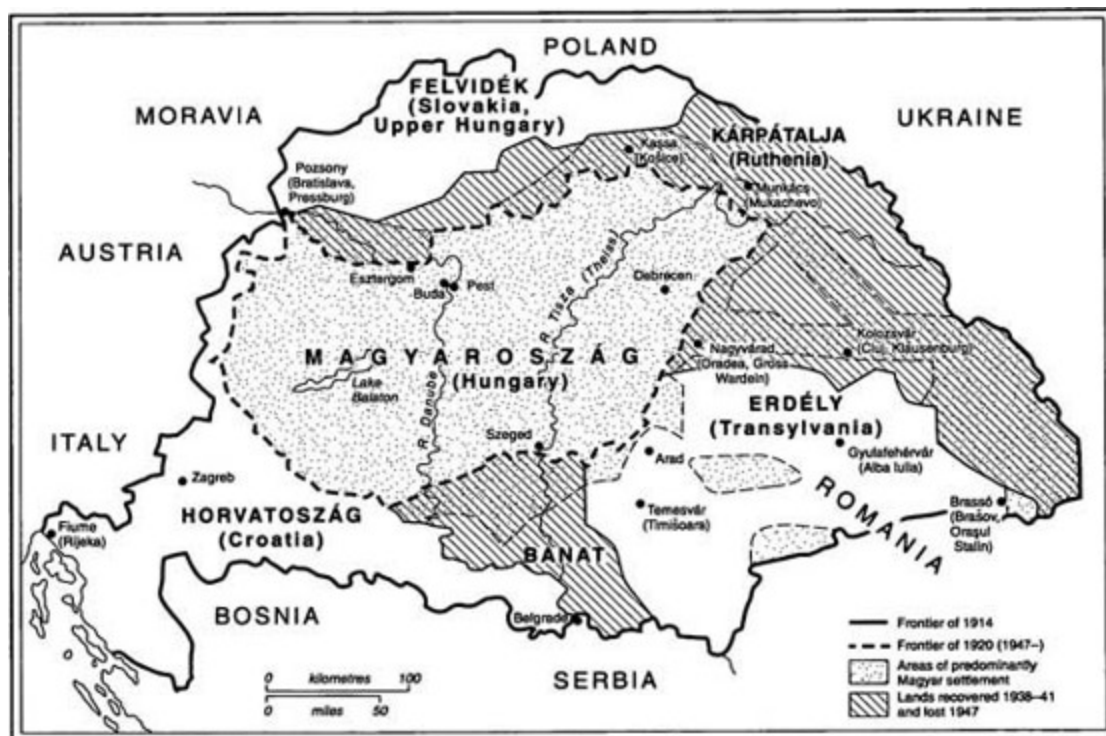 POLAND
FELVIDÉK
(Slovakia,
Upper Hungary)
MORAVIA
UKRAINE
KÁRPÁTALJA
(Ruthenia)
Kassa
(Košice)
Pozsony
(Bratislava,
Pressburg)
Munkács
(Mukachavo)
AUSTRIA
Esztergom
Buda
Pest
R. Tisza (Theiss)
Debrecen
MAGYAROSZÁG
(Hungary)
Lake
Balaton
R. Danube
Nagyvárad
(Oradea, Gross
Wardein)
Kolozsvár
(Cluj, Klausenburg)
ERDÉLY
(Transylvania)
ITALY
Szeged
Arad
Gyulafehérvár
(Alba Iulia)
Zagreb
Temesvár
(Timişoara)
ROMANIA
Brassó
(Braşov,
Oraşul
Stalin)
HORVATOSZÁG
(Croatia)
Fiume
(Rijeka)
BANAT
BOSNIA
Belgrade
SERBIA
0 kilometres 100
0 miles 50
Frontier of 1914
Frontier of 1920 (1947–)
Areas of predominantly
Magyar settlement
Lands recovered 1938–41
and lost 1947